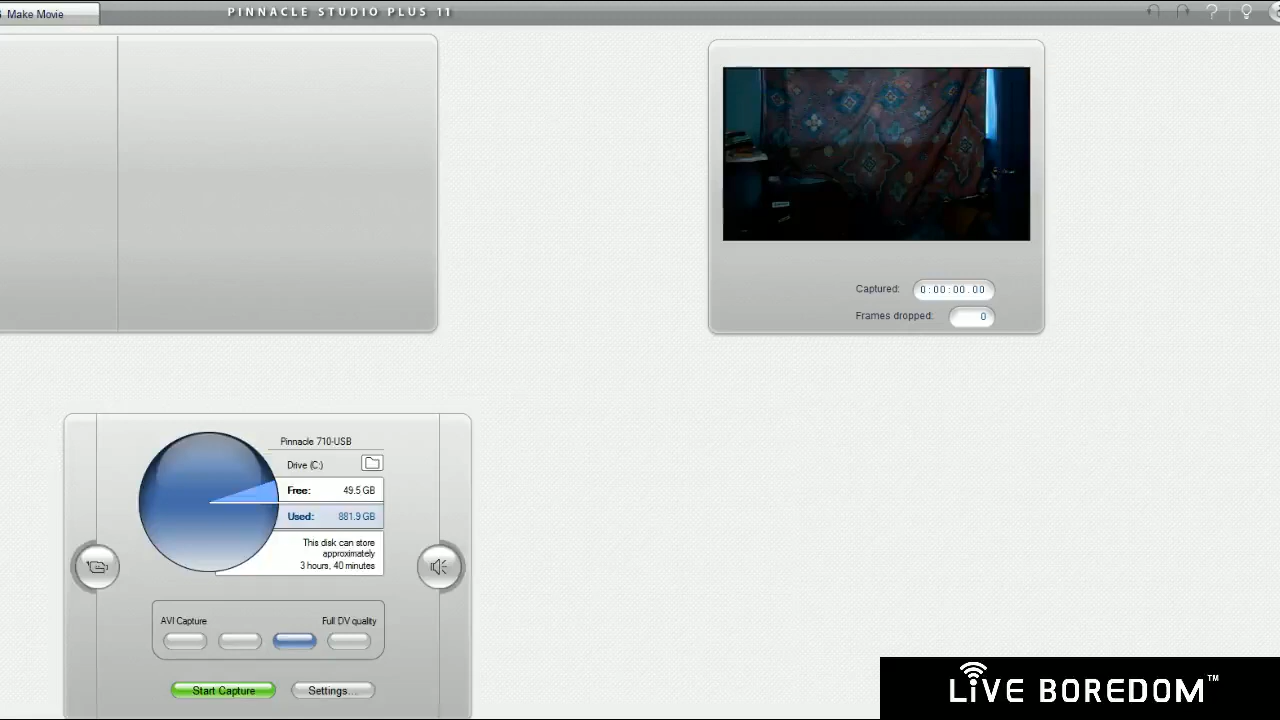 Make Movie
PINNACLE STUDIO PLUS 11
?
Captured: 0:00:00.00
Frames dropped: 0
Pinnacle 710-USB
Drive (C:)
Free: 49.5 GB
Used: 881.9 GB
This disk can store
approximately
3 hours, 40 minutes
AVI Capture Full DV quality
Start Capture Settings...
LiVE BOREDOM™